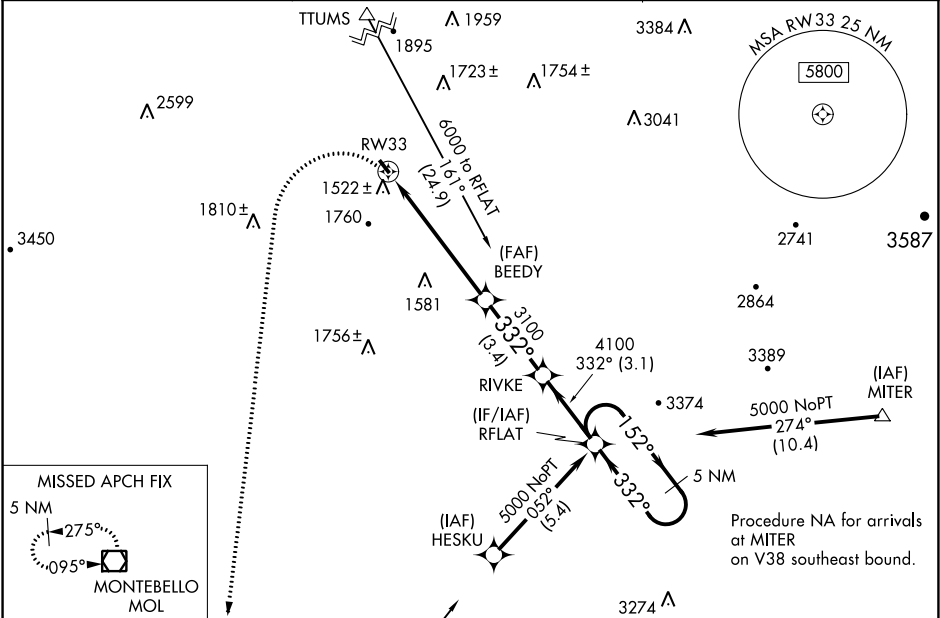 TTUMS
1959
1895
3384
MSA RW33 25 NM
5800
1723±
1754±
2599
3041
6000 to RFLAT
161°
(24.9)
RW33
1522±
1810±
1760
3450
2741
3587
(FAF)
BEEDY
1581
2864
3100
332°
(3.4)
1756±
4100
332° (3.1)
3389
RIVKE
(IAF)
MITER
3374
5000 NoPT
274°
(10.4)
(IF/IAF)
RFLAT
152°
332°
5 NM
MISSED APCH FIX
5 NM
275°
095°
MONTEBELLO
MOL
5000 NoPT
052°
(5.4)
(IAF)
HESKU
Procedure NA for arrivals
at MITER
on V38 southeast bound.
3274